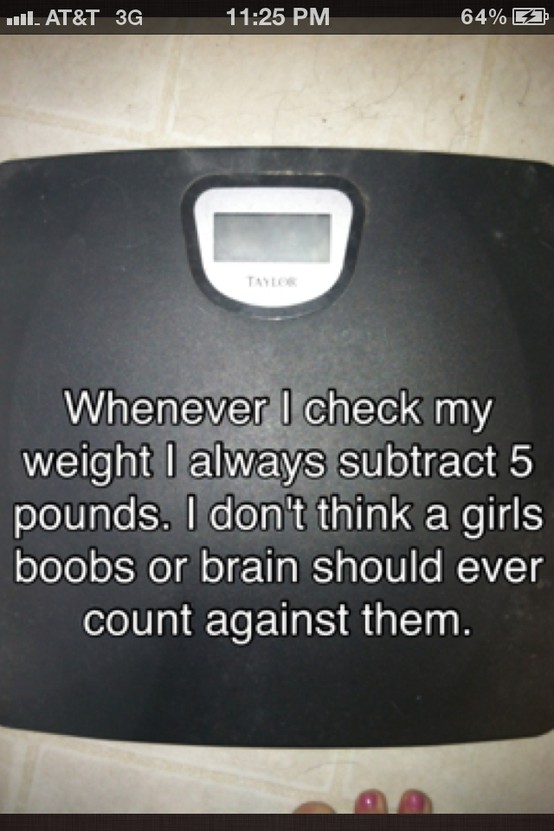 AT&T 3G 11:25 PM 64%
TAYLOR
Whenever I check my
weight I always subtract 5
pounds. I don't think a girls
boobs or brain should ever
count against them.